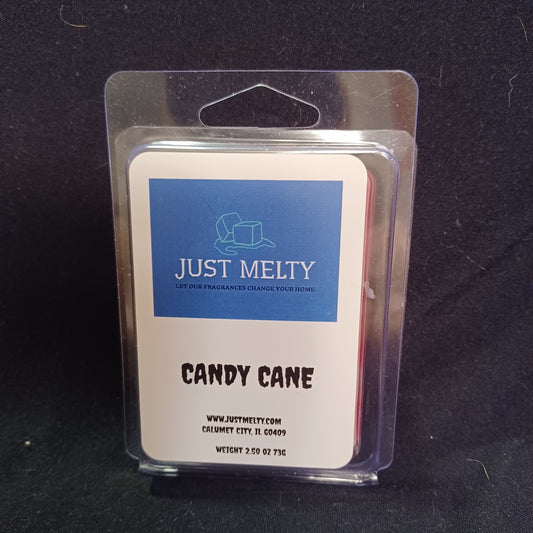 JUST MELTY
LET OUR FRAGRANCES CHANGE YOUR HOME
CANDY CANE
WWW.JUSTMELTY.COM
CALUMET CITY, IL 60409
WEIGHT 2.50 OZ 73G